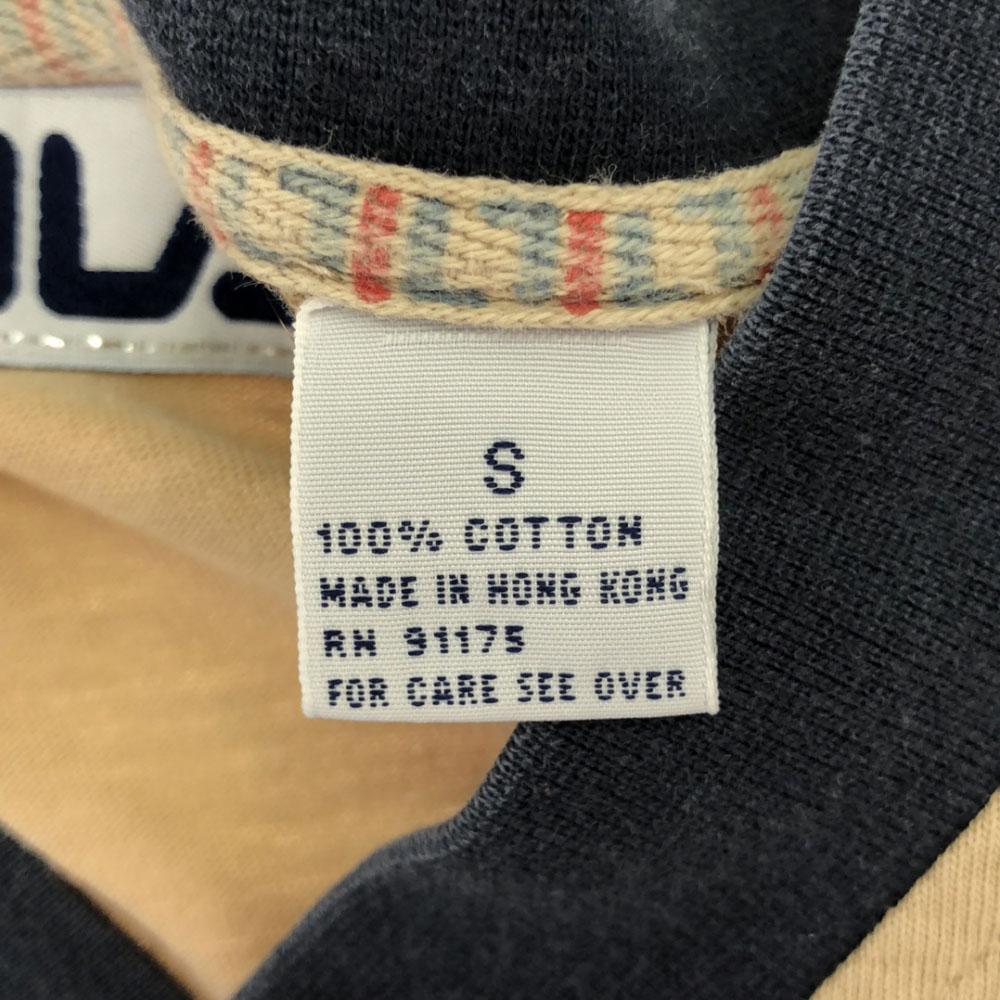 S
100% COTTON
MADE IN HONG KONG
RN 91175
FOR CARE SEE OVER